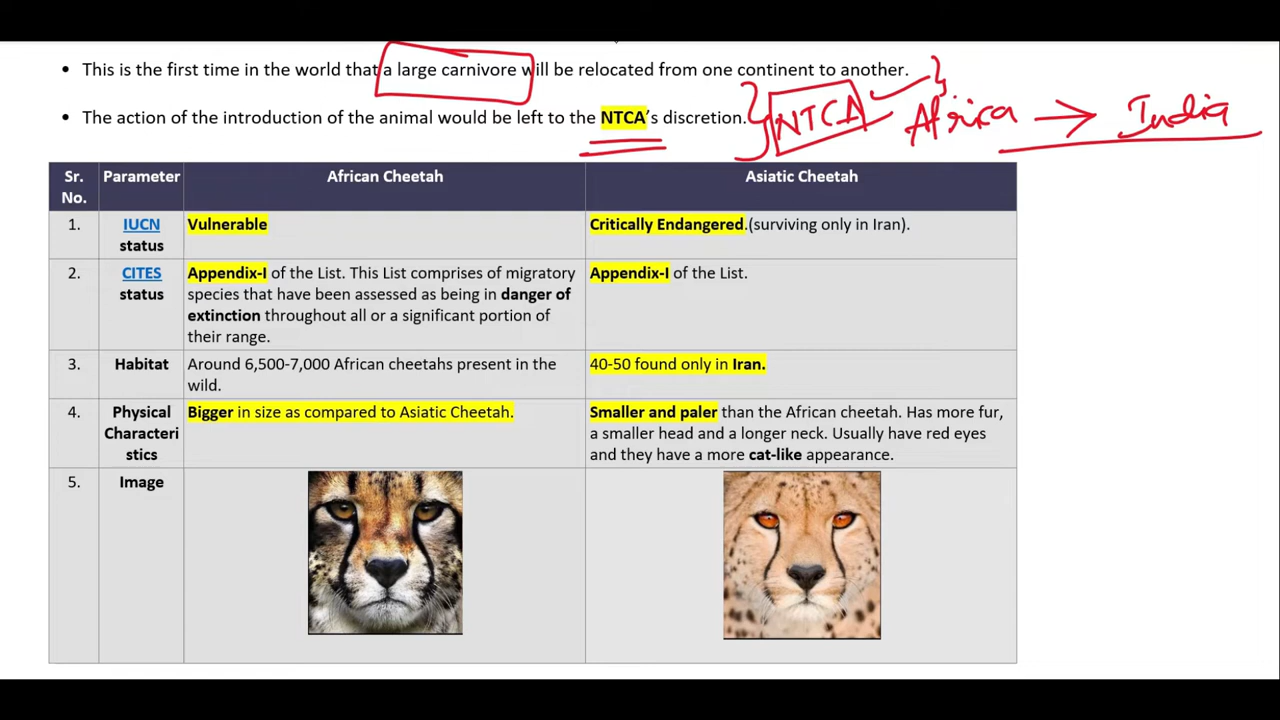 • This is the first time in the world that a large carnivore will be relocated from one continent to another.
• The action of the introduction of the animal would be left to the NTCA's discretion.
NTCA Africa → India
Sr. No. Parameter African Cheetah Asiatic Cheetah
1. IUCN status Vulnerable Critically Endangered.(surviving only in Iran).
2. CITES status Appendix-I of the List. This List comprises of migratory
species that have been assessed as being in danger of
extinction throughout all or a significant portion of
their range.
Appendix-I of the List.
3. Habitat Around 6,500-7,000 African cheetahs present in the
wild.
40-50 found only in Iran.
4. Physical
Characteri
stics
Bigger in size as compared to Asiatic Cheetah.
Smaller and paler than the African cheetah. Has more fur,
a smaller head and a longer neck. Usually have red eyes
and they have a more cat-like appearance.
5. Image